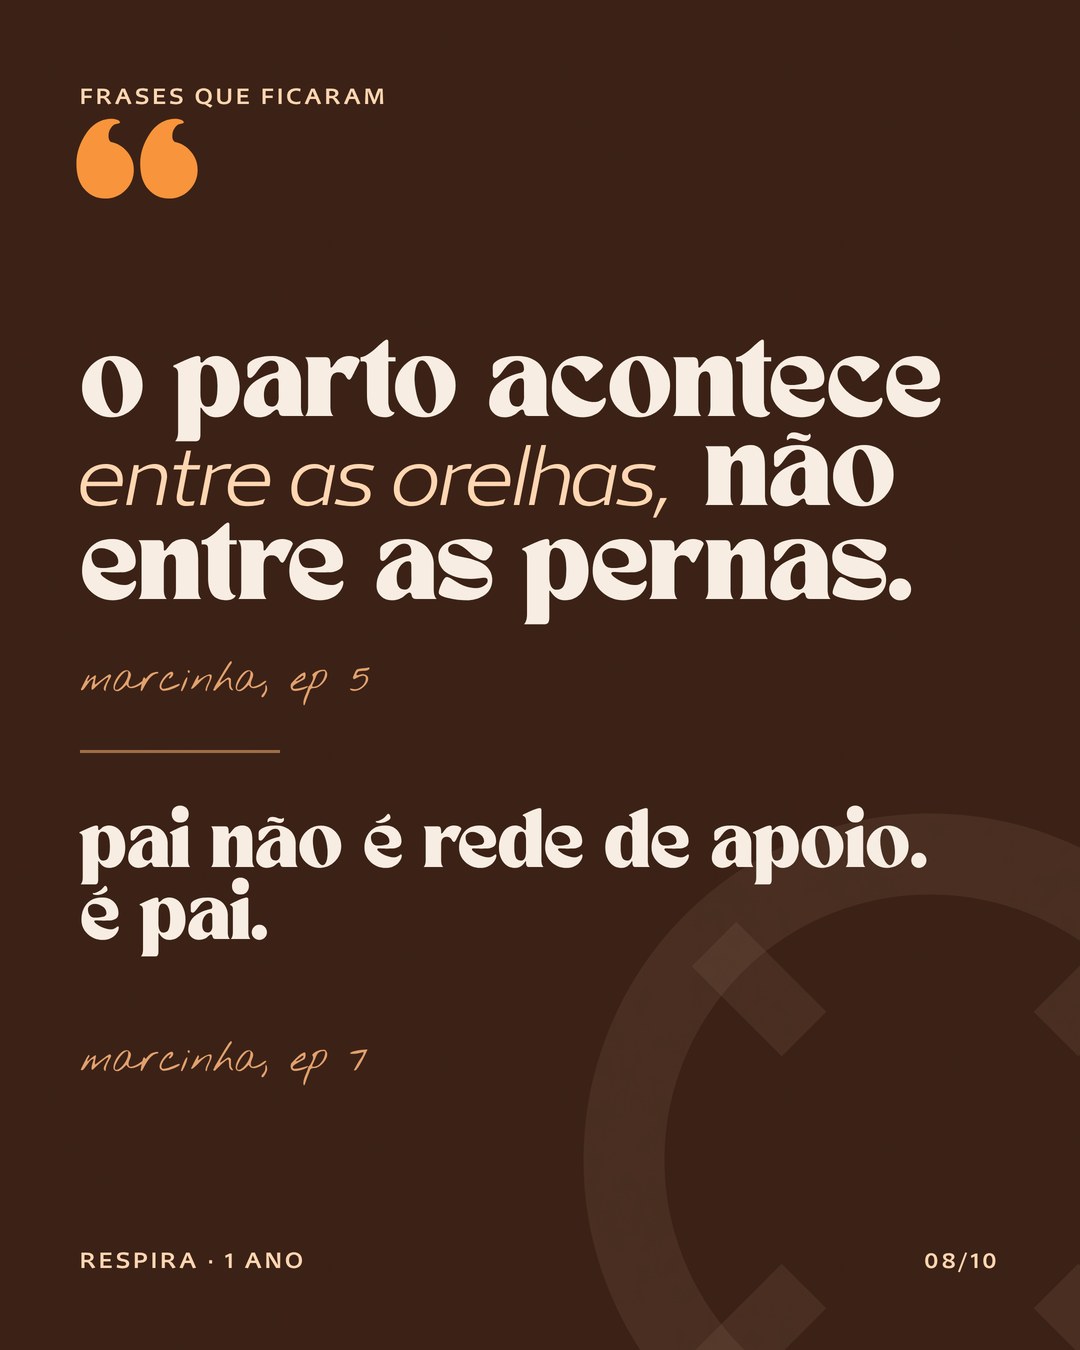 FRASES QUE FICARAM
“
o parto acontece
entre as orelhas, não
entre as pernas.
marcinha, ep 5
pai não é rede de apoio.
é pai.
marcinha, ep 7
RESPIRA · 1 ANO
08/10